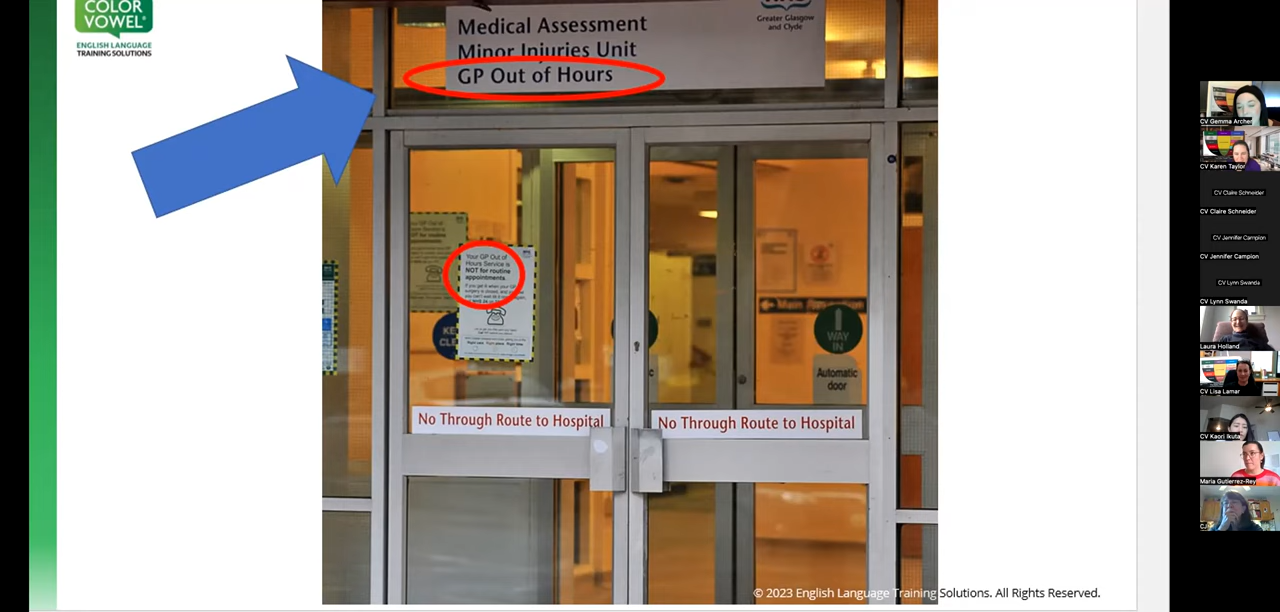 COLOR
VOWEL®
ENGLISH LANGUAGE
TRAINING SOLUTIONS
Medical Assessment
Minor Injuries Unit
GP Out of Hours
Greater Glasgow
and Clyde
Your GP Out of
Hours Service is
NOT for routine
appointments.
WAY
IN
Automatic
door
No Through Route to Hospital
No Through Route to Hospital
© 2023 English Language Training Solutions. All Rights Reserved.
CV Gemma Archer
CV Karen Taylor
CV Claire Schneider
CV Claire Schneider
CV Jennifer Campion
CV Jennifer Campion
CV Lynn Swanda
CV Lynn Swanda
Laura Holland
CV Lisa Lamar
CV Kaori Ikuta
Maria Gutierrez-Rey